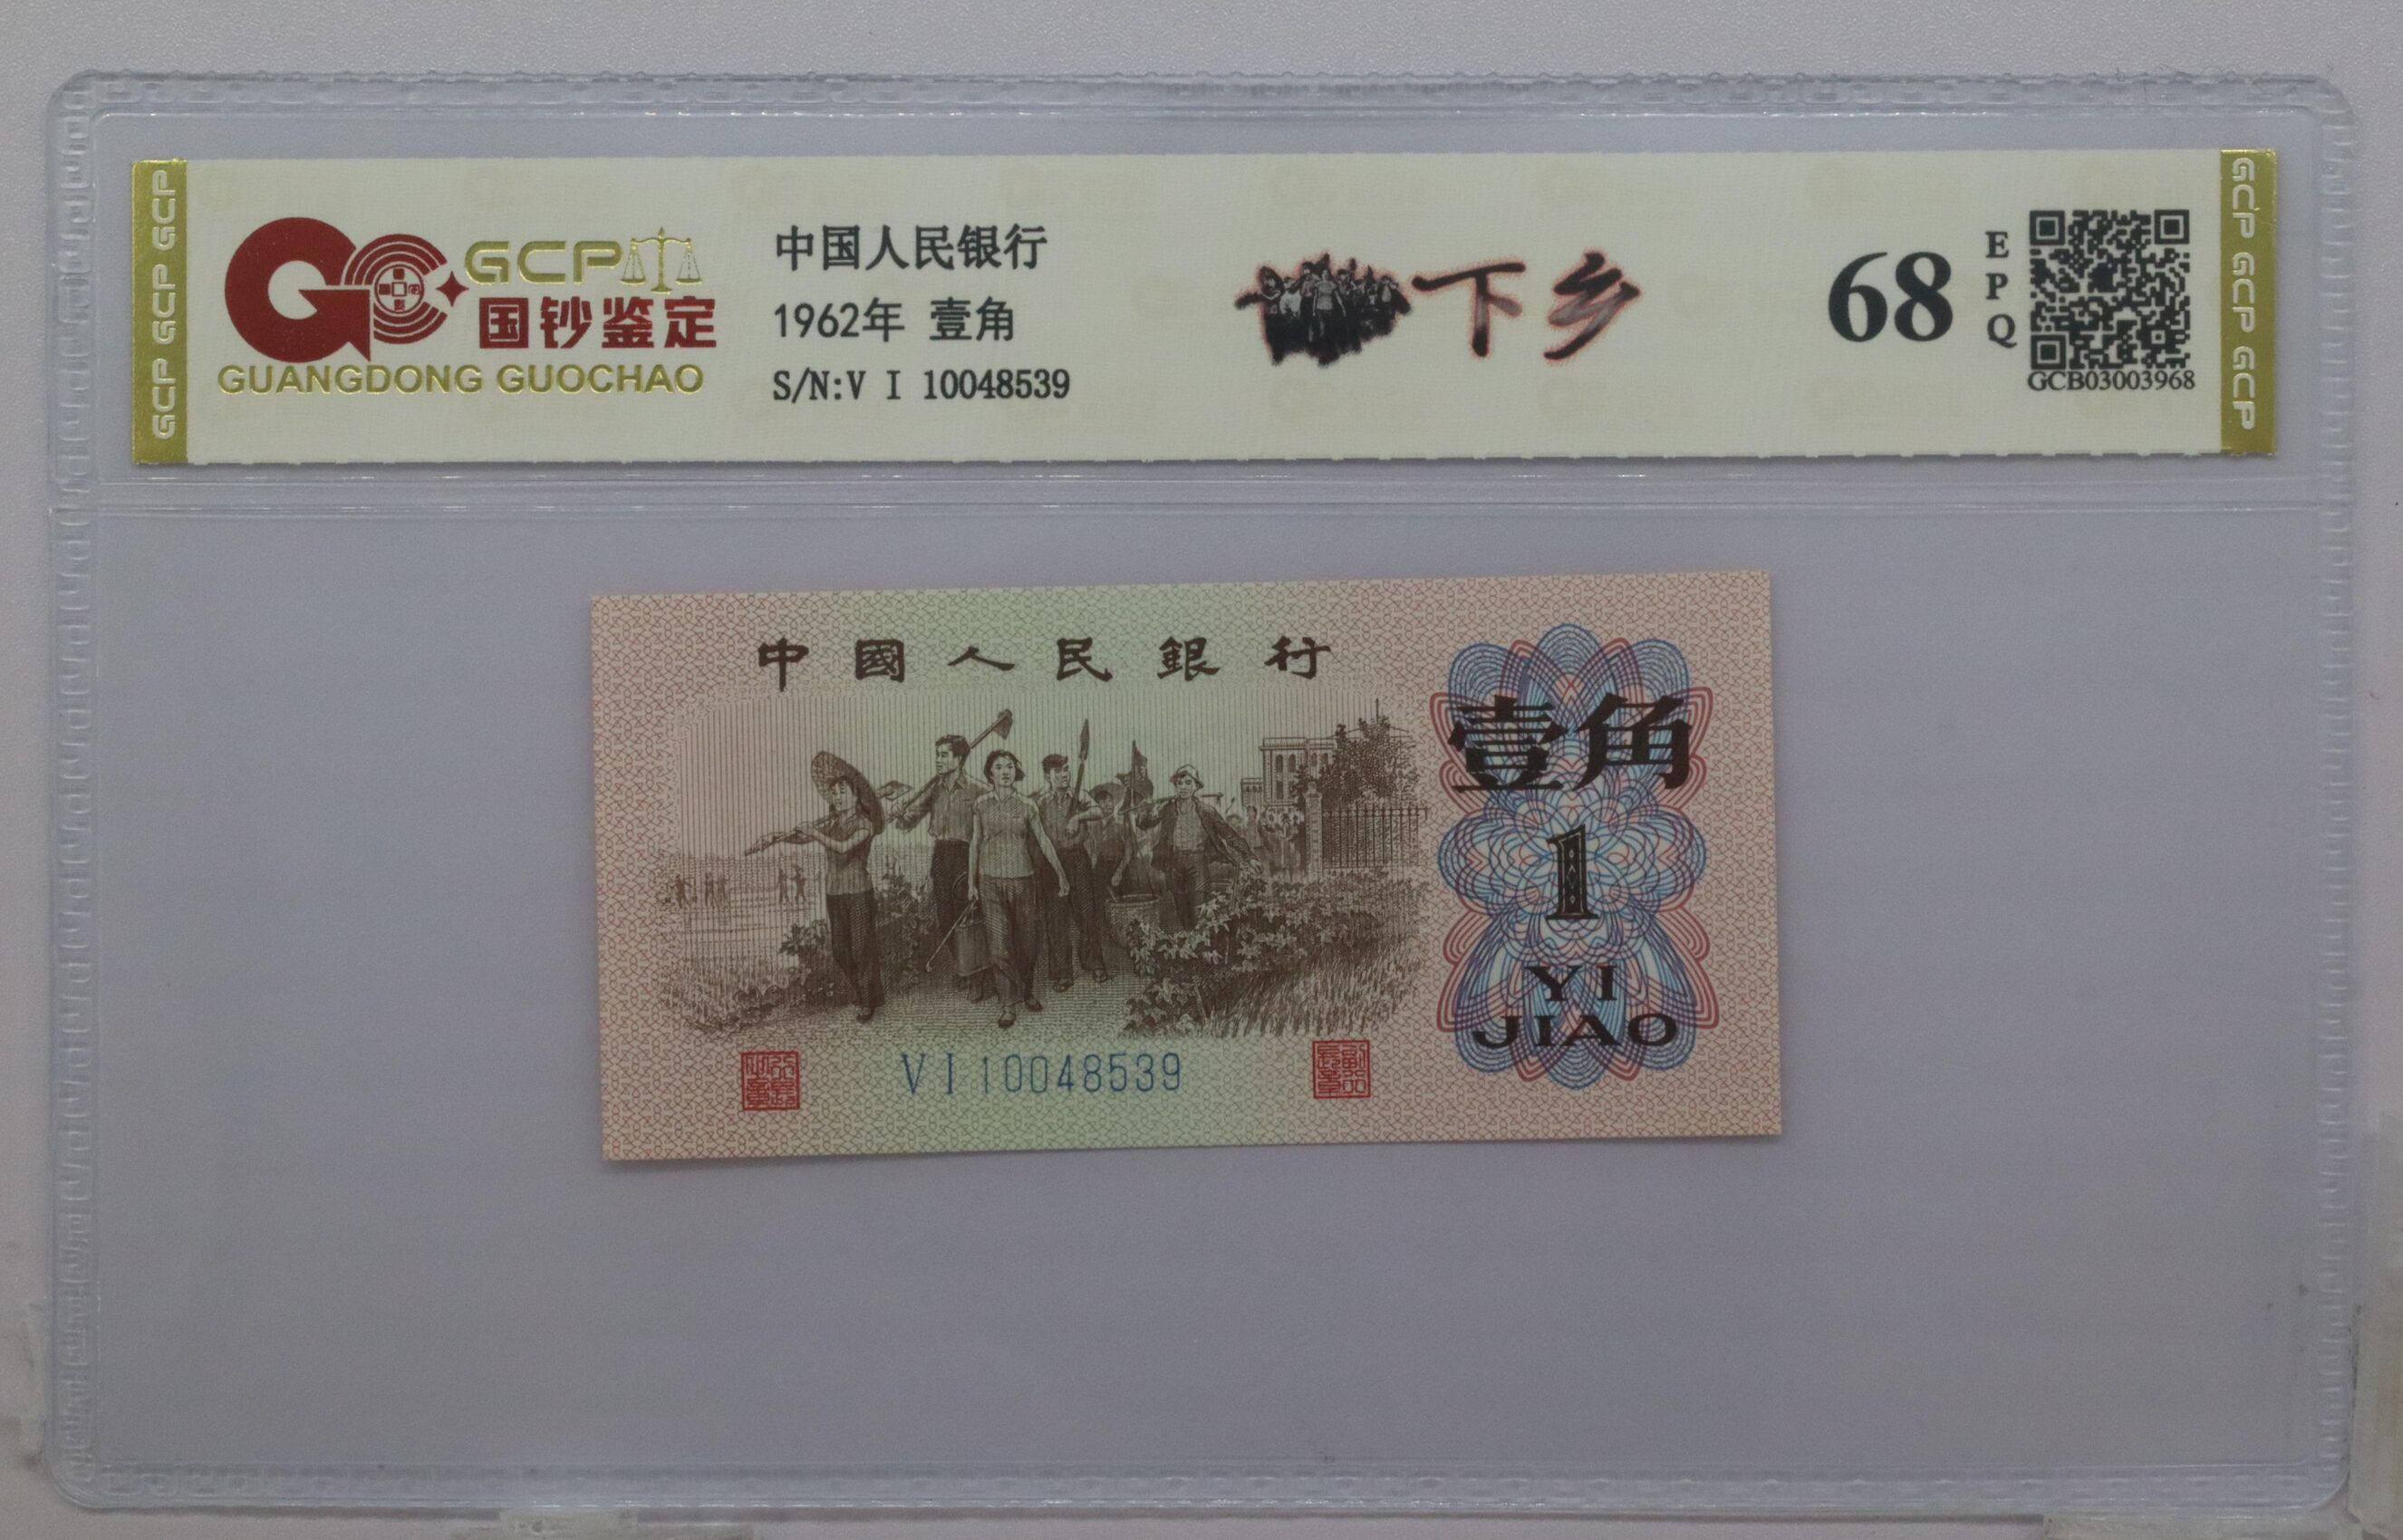 GCP GCP GCP
GCP
国钞鉴定
GUANGDONG GUOCHAO
中国人民银行
1962年 壹角
S/N:V I 10048539
下乡
68
EPQ
GCB03003968
GCP GCP GCP
中國人民銀行
壹角
1
YI
JIAO
V I 10048539